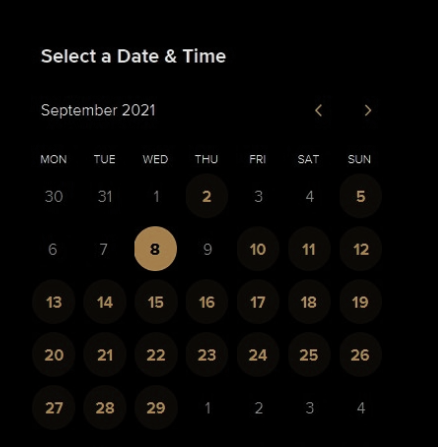 Select a Date & Time
September 2021
MON TUE WED THU FRI SAT SUN
30 31 1 2 3 4 5
6 7 8 9 10 11 12
13 14 15 16 17 18 19
20 21 22 23 24 25 26
27 28 29 1 2 3 4